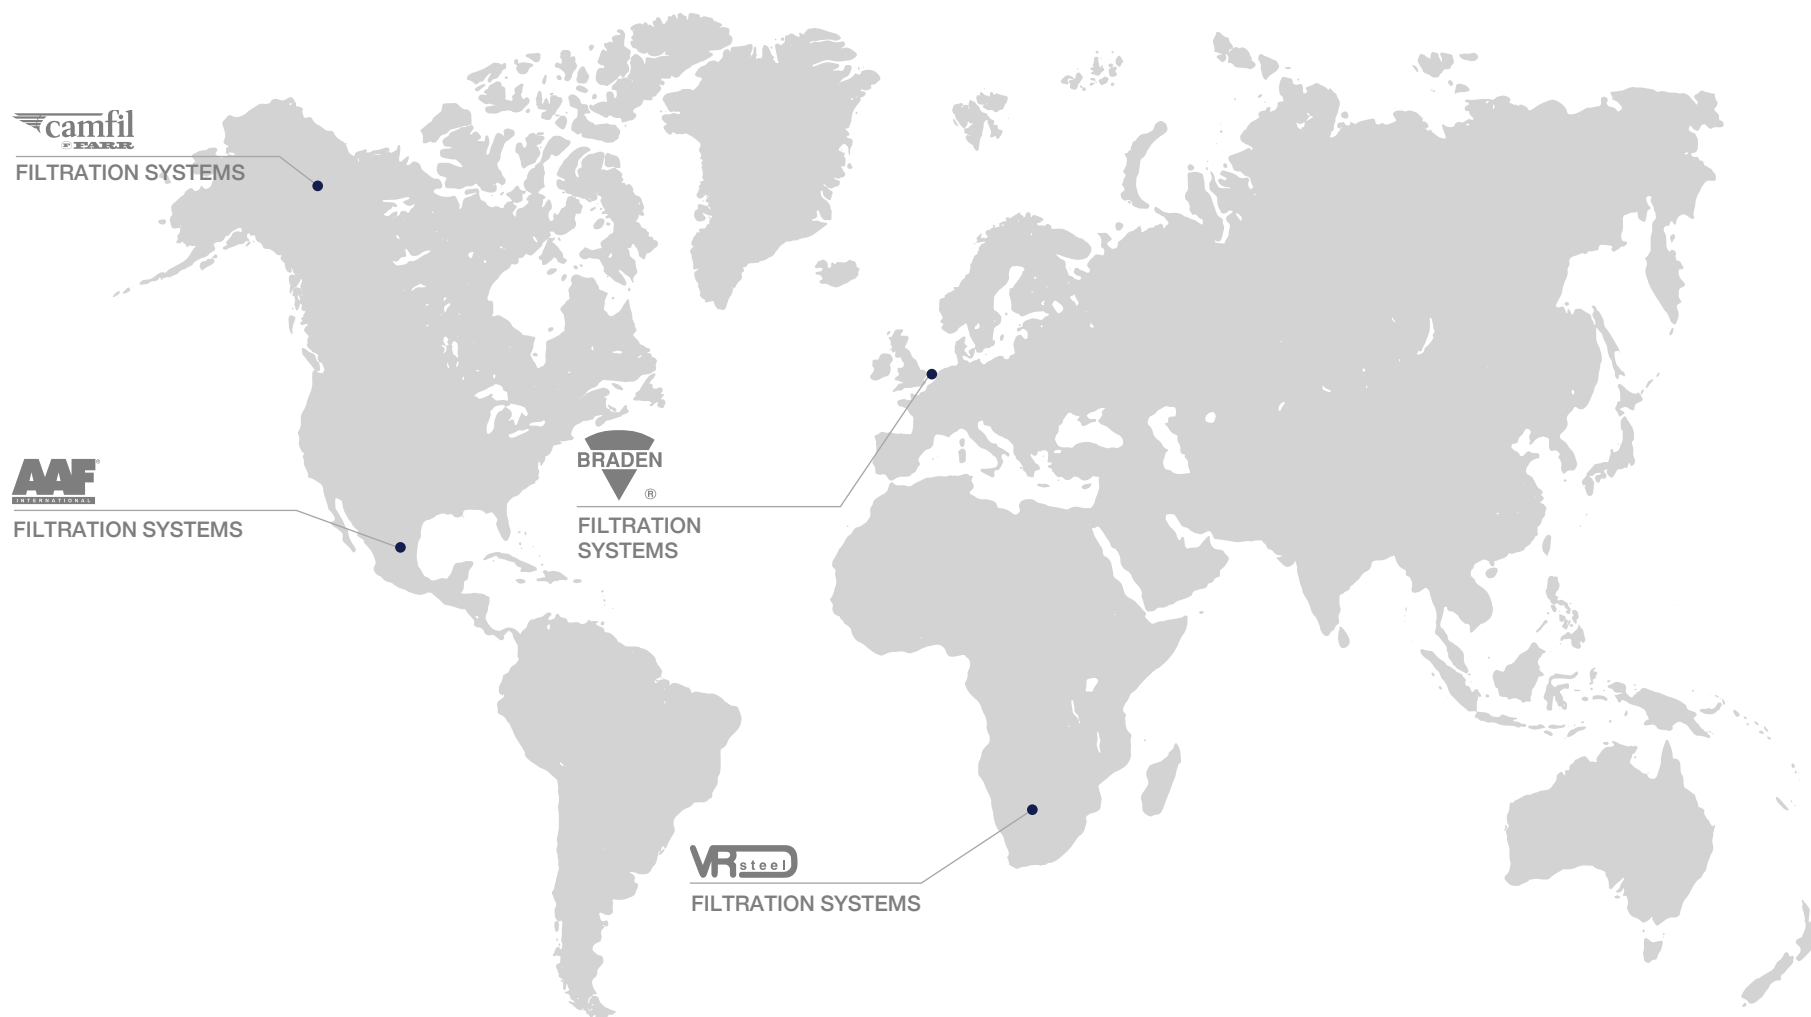 camfil
FARR
FILTRATION SYSTEMS
AAF®
INTERNATIONAL
FILTRATION SYSTEMS
BRADEN
®
FILTRATION
SYSTEMS
VR steel
FILTRATION SYSTEMS